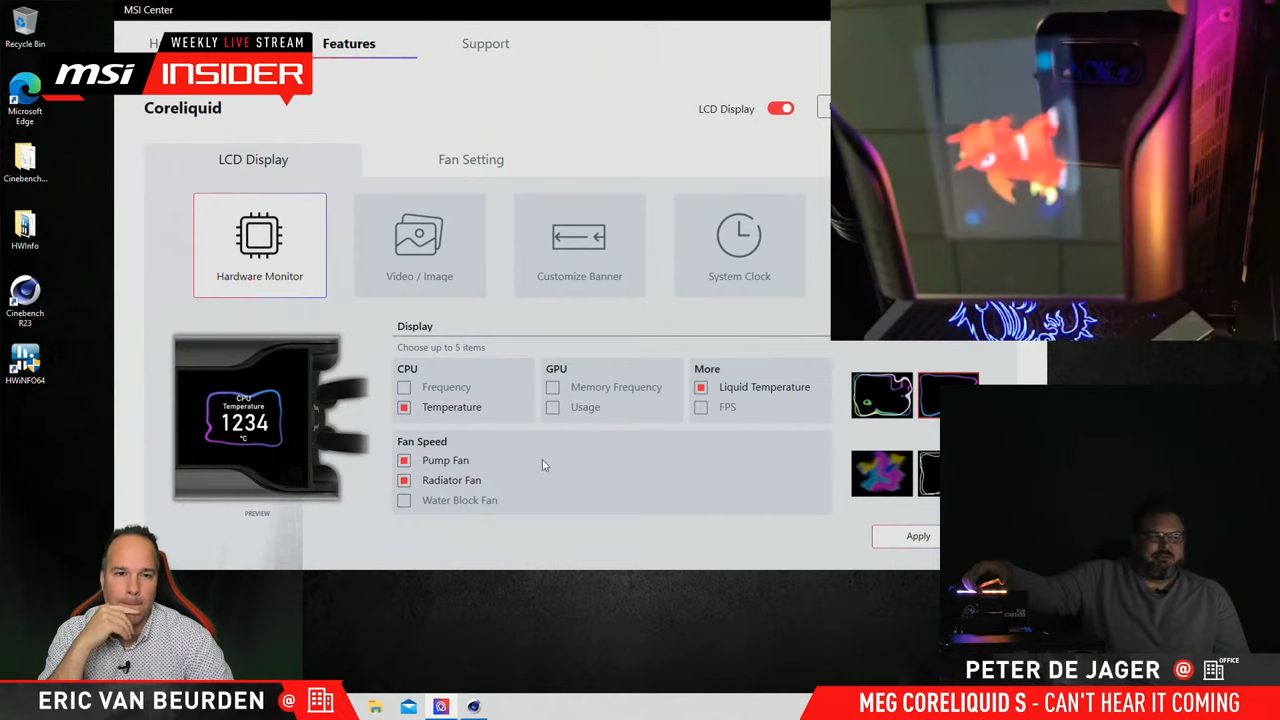 MSI Center
Recycle Bin
WEEKLY LIVE STREAM
msi INSIDER
Features
Support
Coreliquid
LCD Display
Microsoft
Edge
LCD Display
Fan Setting
Cinebench...
Hardware Monitor
Video / Image
Customize Banner
System Clock
HWInfo
Cinebench
R23
HWiNFO64
Display
Choose up to 5 items
CPU
Frequency
Temperature
GPU
Memory Frequency
Usage
More
Liquid Temperature
FPS
CPU
Temperature
1234
°C
PREVIEW
Fan Speed
Pump Fan
Radiator Fan
Water Block Fan
Apply
PETER DE JAGER @ OFFICE
ERIC VAN BEURDEN @
MEG CORELIQUID S - CAN'T HEAR IT COMING